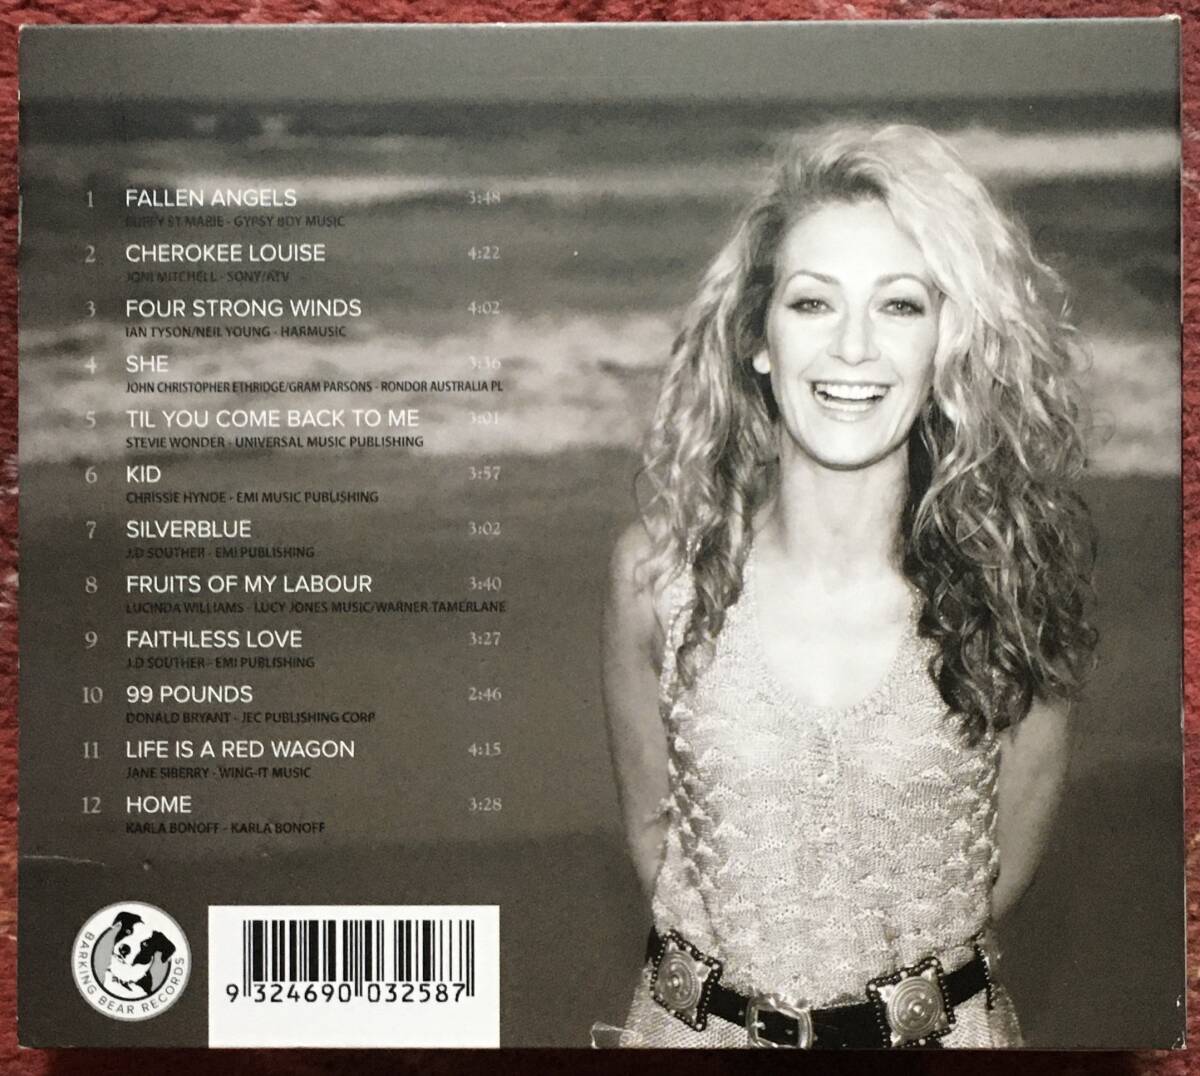 1 FALLEN ANGELS 3:48
BUFFY ST MARIE - GYPSY BOY MUSIC
2 CHEROKEE LOUISE 4:22
JONI MITCHELL - SONY/ATV
3 FOUR STRONG WINDS 4:02
IAN TYSON/NEIL YOUNG - HARMUSIC
4 SHE 3:36
JOHN CHRISTOPHER ETHRIDGE/GRAM PARSONS - RONDOR AUSTRALIA PL
5 TIL YOU COME BACK TO ME 3:01
STEVIE WONDER - UNIVERSAL MUSIC PUBLISHING
6 KID 3:57
CHRISSIE HYNDE - EMI MUSIC PUBLISHING
7 SILVERBLUE 3:02
J.D SOUTHER - EMI PUBLISHING
8 FRUITS OF MY LABOUR 3:40
LUCINDA WILLIAMS - LUCY JONES MUSIC/WARNER TAMERLANE
9 FAITHLESS LOVE 3:27
J.D SOUTHER - EMI PUBLISHING
10 99 POUNDS 2:46
DONALD BRYANT - JEC PUBLISHING CORP
11 LIFE IS A RED WAGON 4:15
JANE SIBERRY - WING-IT MUSIC
12 HOME 3:28
KARLA BONOFF - KARLA BONOFF
BARKING BEAR RECORDS
9 324690 032587